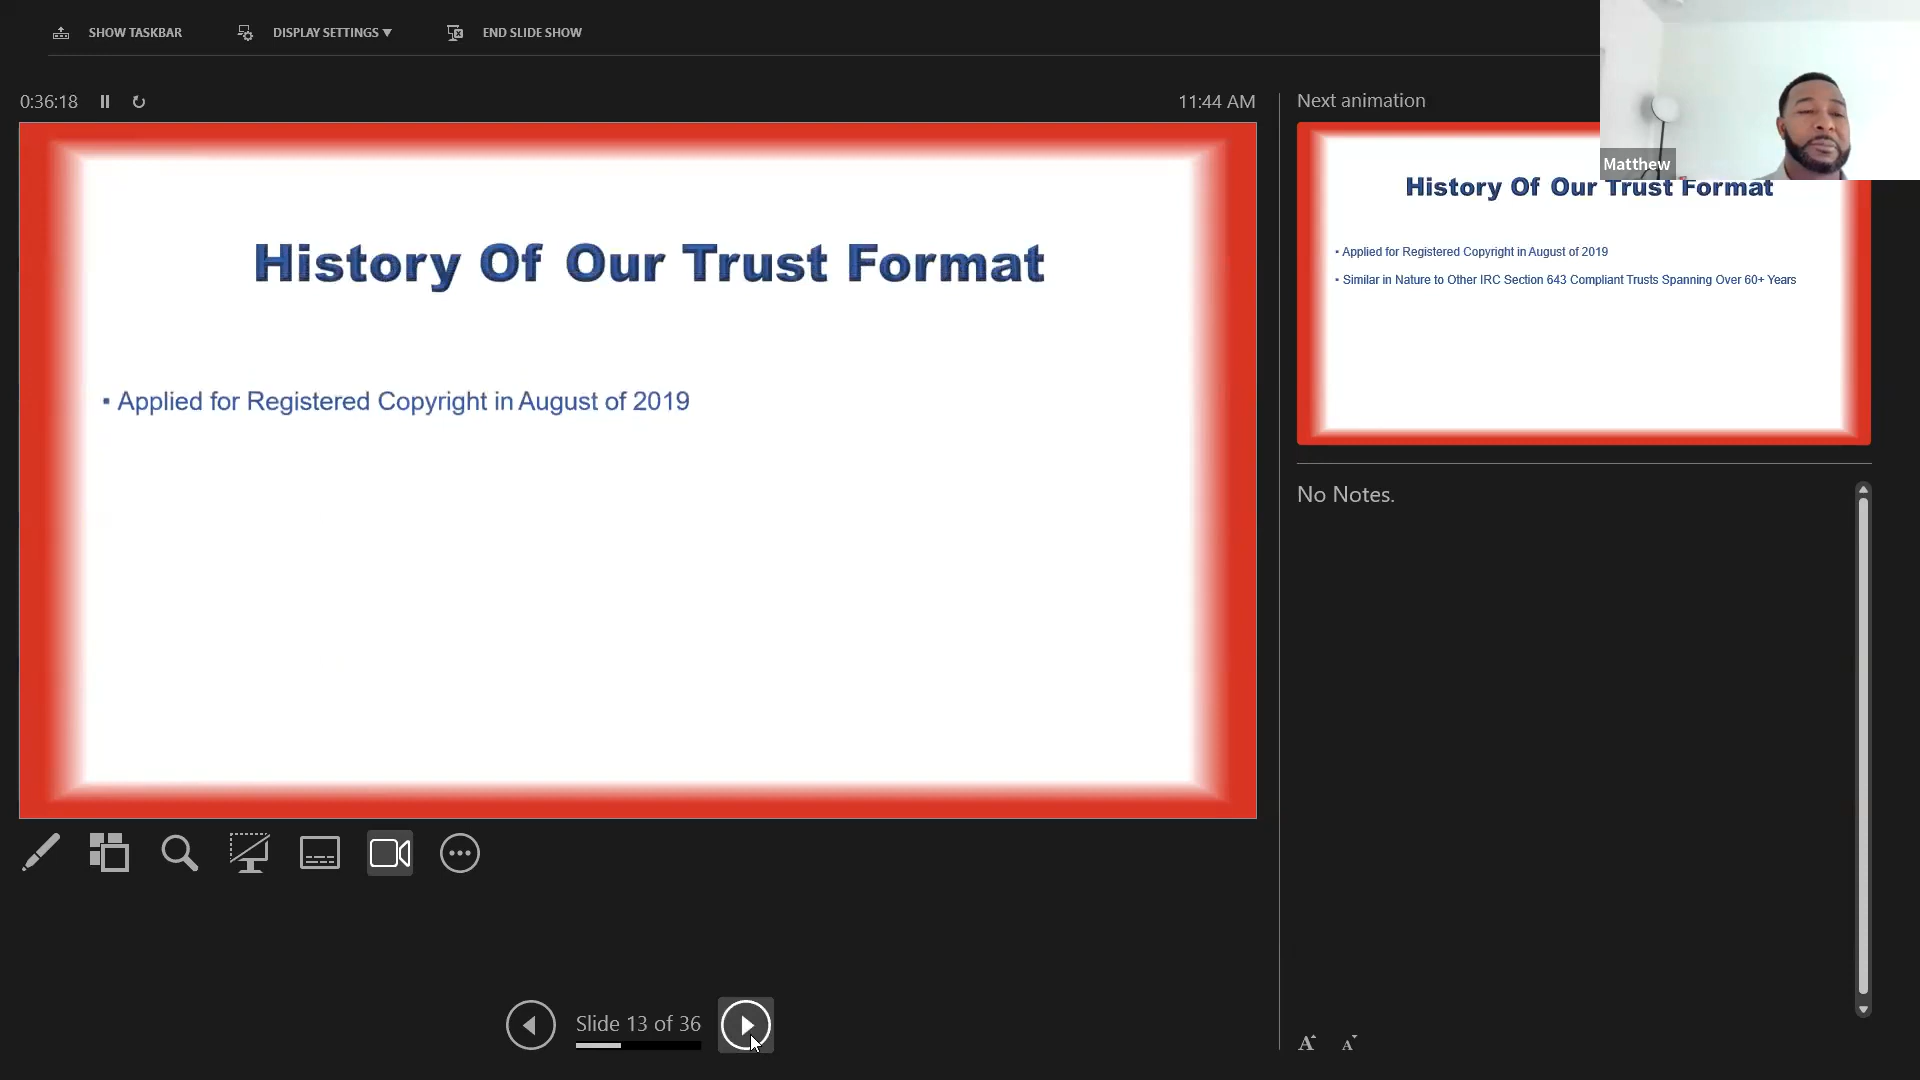 SHOW TASKBAR
DISPLAY SETTINGS ▼
END SLIDE SHOW
0:36:18
11:44 AM
History Of Our Trust Format
▪ Applied for Registered Copyright in August of 2019
Slide 13 of 36
Next animation
Matthew
History Of Our Trust Format
▪ Applied for Registered Copyright in August of 2019
▪ Similar in Nature to Other IRC Section 643 Compliant Trusts Spanning Over 60+ Years
No Notes.
A A